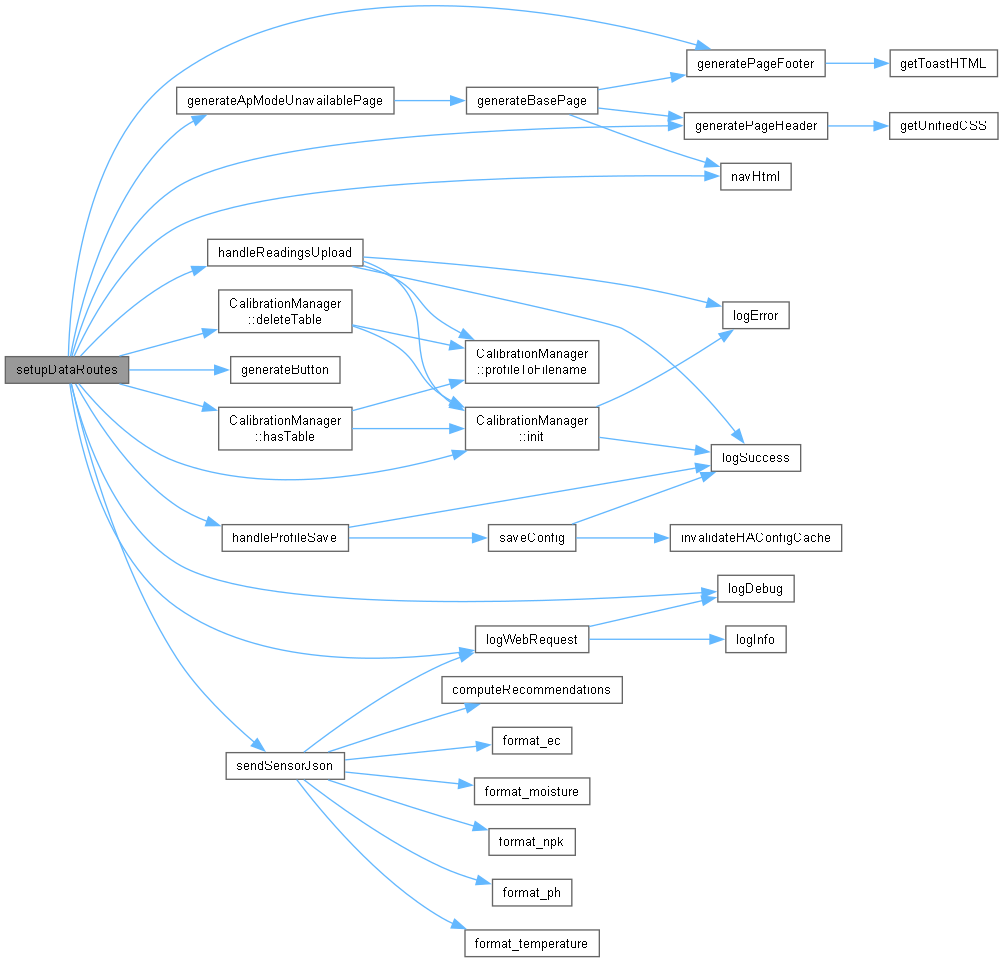 generatePageFooter
getToastHTML
generateApModeUnavailablePage
generateBasePage
generatePageHeader
getUnifiedCSS
navHtml
handleReadingsUpload
CalibrationManager
::deleteTable
logError
CalibrationManager
::profileToFilename
setupDataRoutes
generateButton
CalibrationManager
::hasTable
CalibrationManager
::init
logSuccess
handleProfileSave
saveConfig
invalidateHAConfigCache
logDebug
logWebRequest
logInfo
computeRecommendations
format_ec
sendSensorJson
format_moisture
format_npk
format_ph
format_temperature